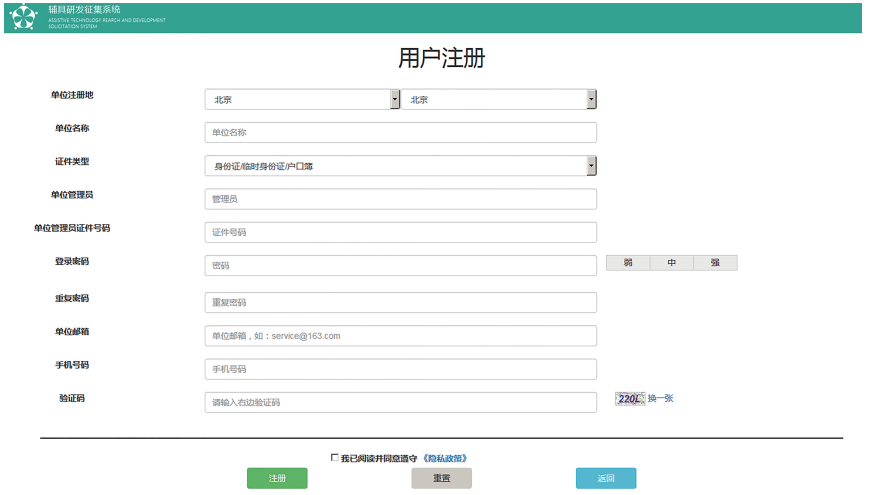 辅具研发征集系统
ASSISTIVE TECHNOLOGY REARCH AND DEVELOPMENT
SOLICITATION SYSTEM
用户注册
单位注册地 北京 北京
单位名称 单位名称
证件类型 身份证/临时身份证/户口簿
单位管理员 管理员
单位管理员证件号码 证件号码
登录密码 密码 弱 中 强
重复密码 重复密码
单位邮箱 单位邮箱，如：service@163.com
手机号码 手机号码
验证码 请输入右边验证码 220L 换一张
我已阅读并同意遵守《隐私政策》
注册 重置 返回